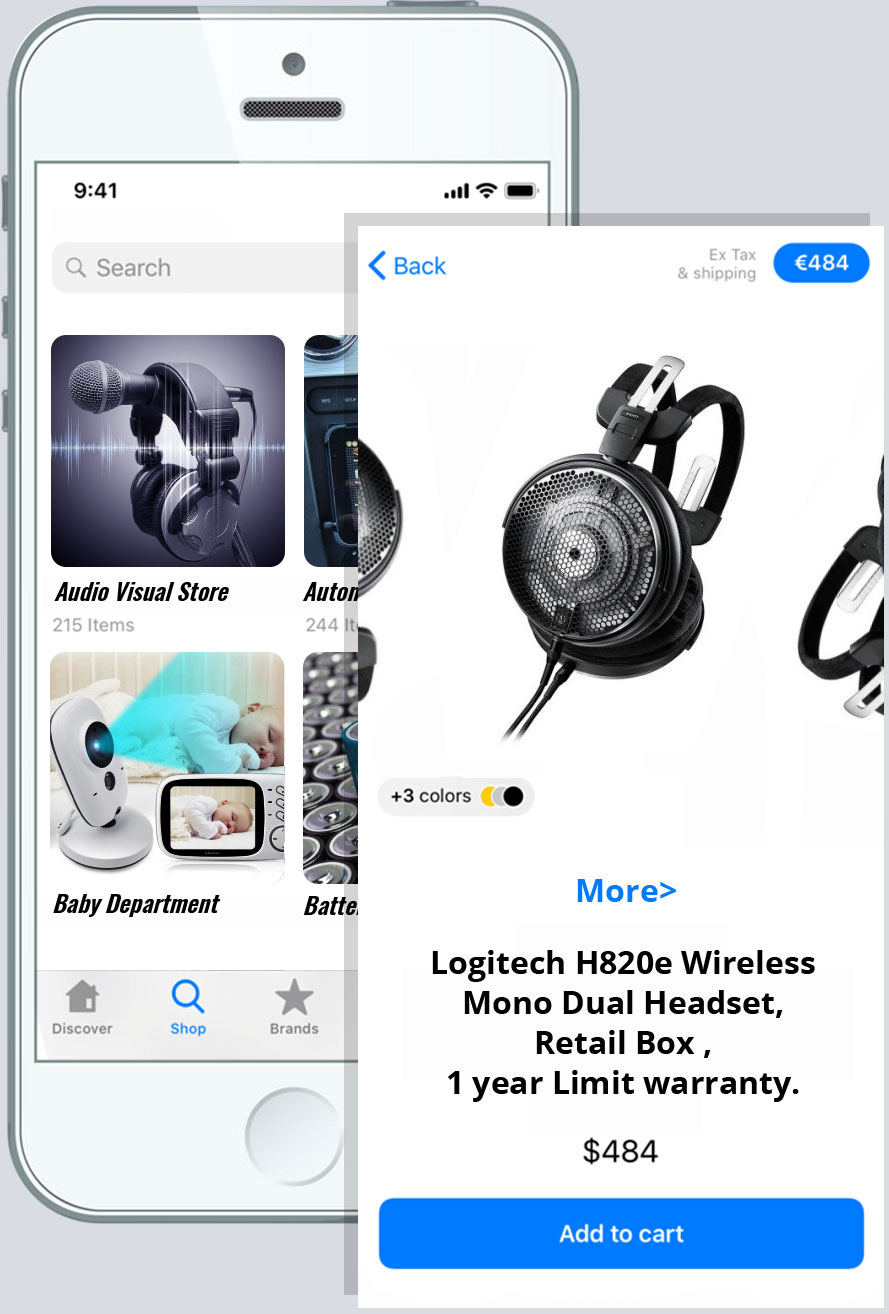 9:41
Search
Audio Visual Store
215 Items
Autom
244 It
Baby Department
Batte
Discover
Shop
Brands
Back
Ex Tax
& shipping
€484
+3 colors
More>
Logitech H820e Wireless
Mono Dual Headset,
Retail Box ,
1 year Limit warranty.
$484
Add to cart